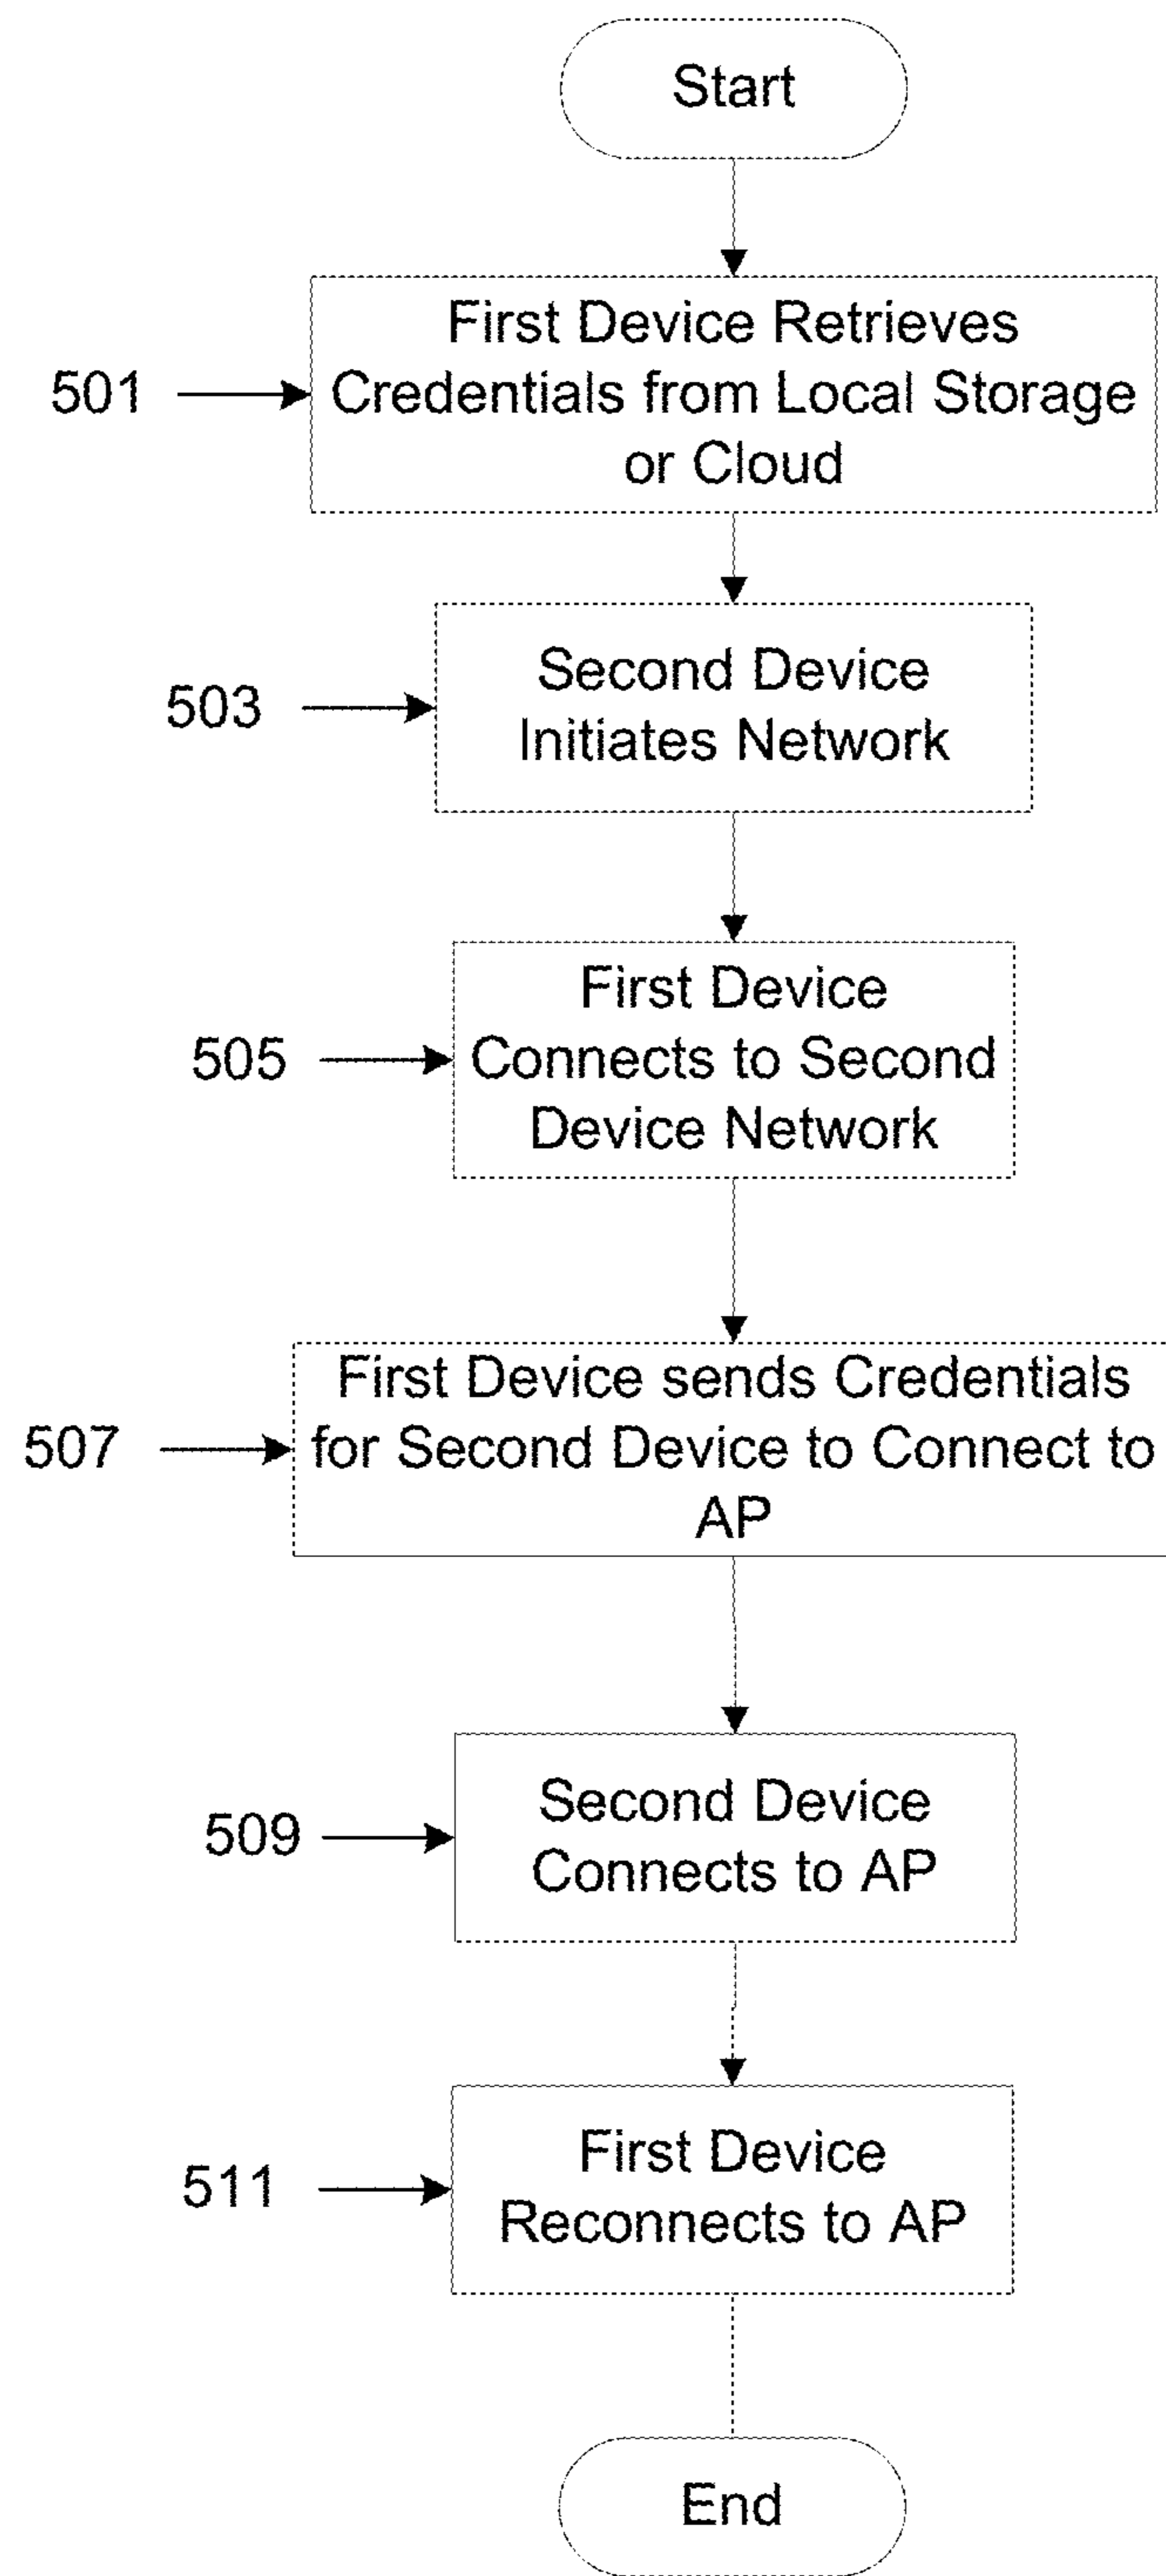 Start
First Device Retrieves
501
Credentials from Local Storage
or Cloud
Second Device
503
Initiates Network
First Device
505
Connects to Second
Device Network
First Device sends Credentials
507
for Second Device to Connect to
AP
Second Device
509
Connects to AP
First Device
511
Reconnects to AP
End